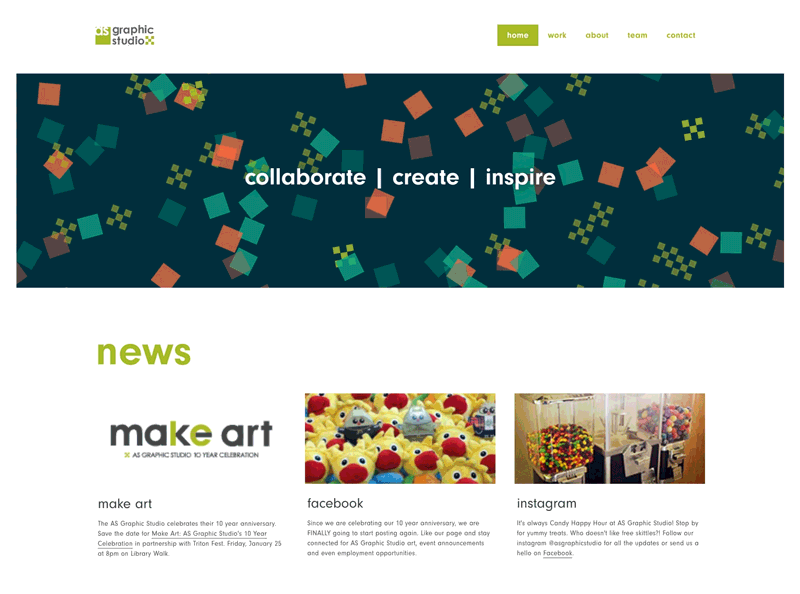 as graphic
studio
home work about team contact
collaborate | create | inspire
news
make art
AS GRAPHIC STUDIO 10 YEAR CELEBRATION
make art
The AS Graphic Studio celebrates their 10 year anniversary.
Save the date for Make Art: AS Graphic Studio's 10 Year
Celebration in partnership with Triton Fest. Friday, January 25
at 8pm on Library Walk.
facebook
Since we are celebrating our 10 year anniversary, we are
FINALLY going to start posting again. Like our page and stay
connected for AS Graphic Studio art, event announcements
and even employment opportunities.
instagram
It's always Candy Happy Hour at AS Graphic Studio! Stop by
for yummy treats. Who doesn't like free skittles?! Follow our
instagram @asgraphicstudio for all the updates or send us a
hello on Facebook.